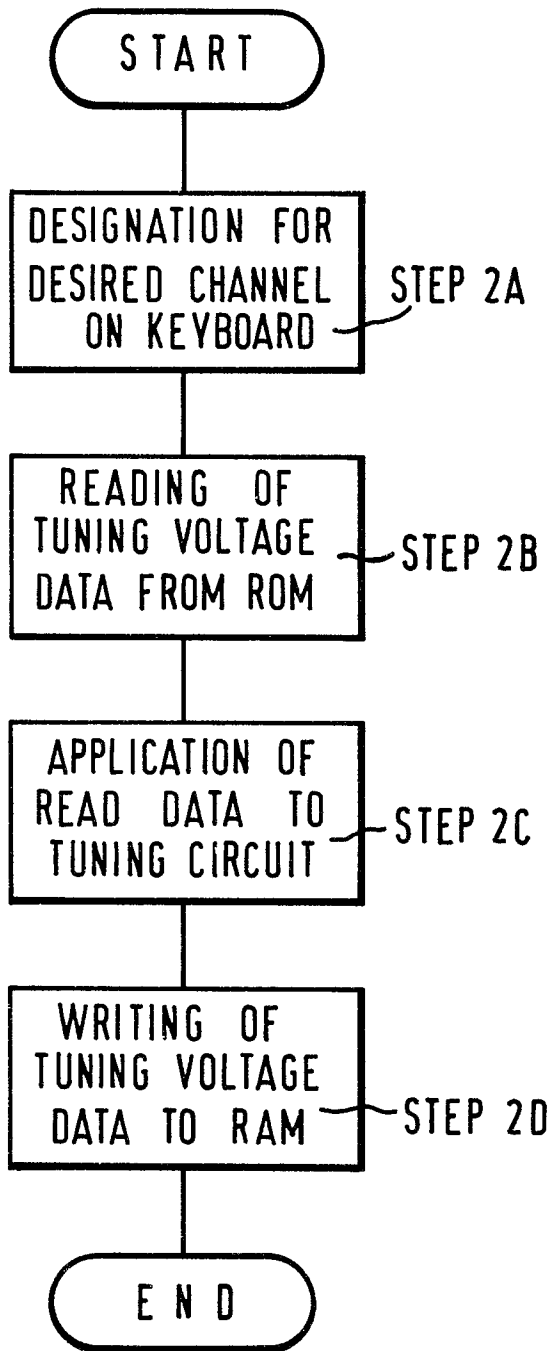 START
DESIGNATION FOR
DESIRED CHANNEL
ON KEYBOARD
STEP 2A
READING OF
TUNING VOLTAGE
DATA FROM ROM
STEP 2B
APPLICATION OF
READ DATA TO
TUNING CIRCUIT
STEP 2C
WRITING OF
TUNING VOLTAGE
DATA TO RAM
STEP 2D
END